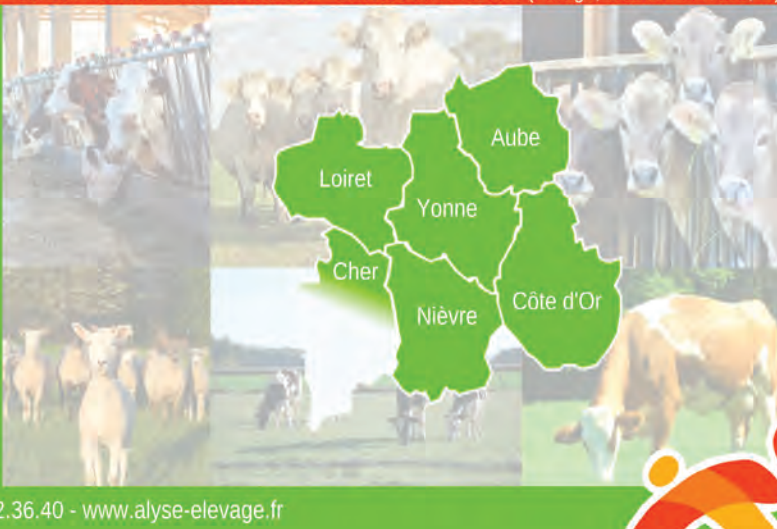 Aube
Loiret
Yonne
Cher
Nièvre
Côte d'Or
2.36.40 - www.alyse-elevage.fr